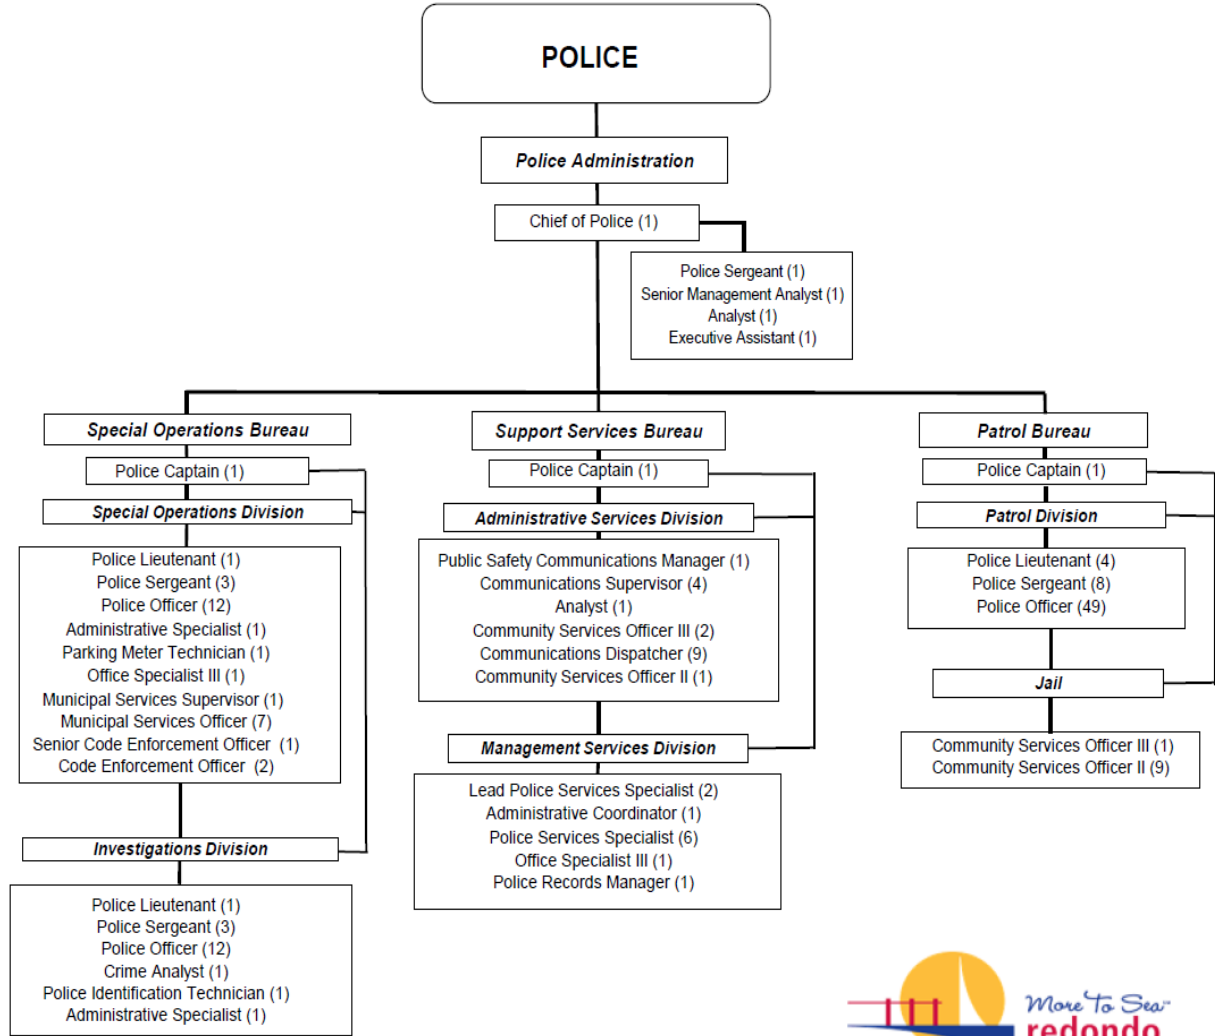 POLICE
Police Administration
Chief of Police (1)
Police Sergeant (1)
Senior Management Analyst (1)
Analyst (1)
Executive Assistant (1)
Special Operations Bureau
Police Captain (1)
Special Operations Division
Police Lieutenant (1)
Police Sergeant (3)
Police Officer (12)
Administrative Specialist (1)
Parking Meter Technician (1)
Office Specialist III (1)
Municipal Services Supervisor (1)
Municipal Services Officer (7)
Senior Code Enforcement Officer (1)
Code Enforcement Officer (2)
Investigations Division
Police Lieutenant (1)
Police Sergeant (3)
Police Officer (12)
Crime Analyst (1)
Police Identification Technician (1)
Administrative Specialist (1)
Support Services Bureau
Police Captain (1)
Administrative Services Division
Public Safety Communications Manager (1)
Communications Supervisor (4)
Analyst (1)
Community Services Officer III (2)
Communications Dispatcher (9)
Community Services Officer II (1)
Management Services Division
Lead Police Services Specialist (2)
Administrative Coordinator (1)
Police Services Specialist (6)
Office Specialist III (1)
Police Records Manager (1)
Patrol Bureau
Police Captain (1)
Patrol Division
Police Lieutenant (4)
Police Sergeant (8)
Police Officer (49)
Jail
Community Services Officer III (1)
Community Services Officer II (9)
More To Sea™
redondo